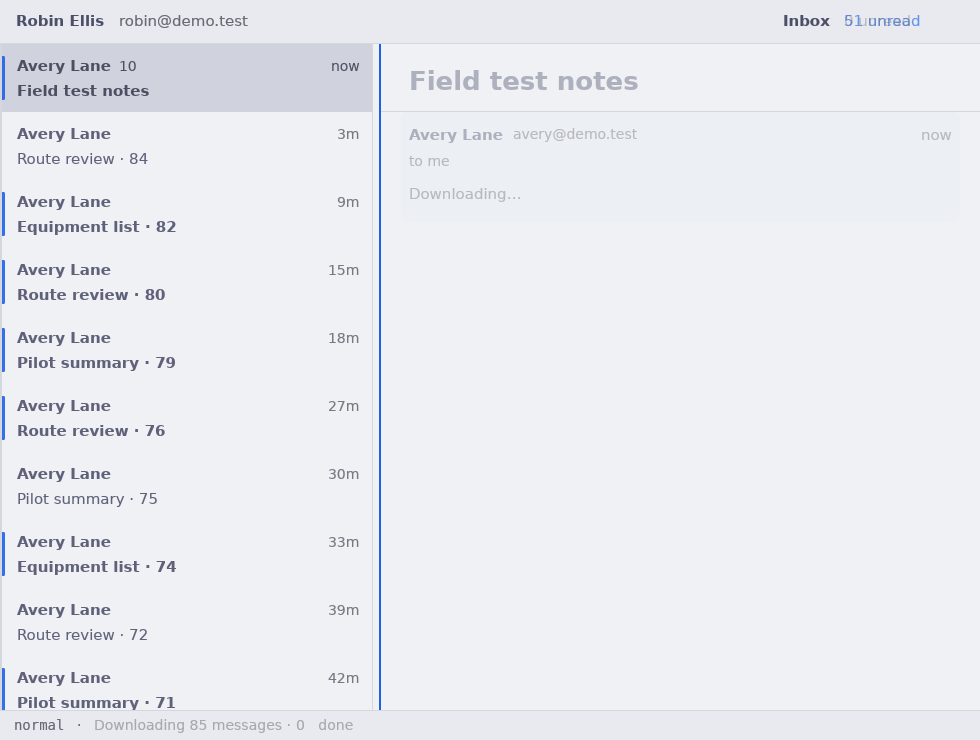 Robin Ellis robin@demo.test
Inbox unread
Avery Lane 10 now
Field test notes
Avery Lane 3m
Route review · 84
Avery Lane 9m
Equipment list · 82
Avery Lane 15m
Route review · 80
Avery Lane 18m
Pilot summary · 79
Avery Lane 27m
Route review · 76
Avery Lane 30m
Pilot summary · 75
Avery Lane 33m
Equipment list · 74
Avery Lane 39m
Route review · 72
Avery Lane 42m
Pilot summary · 71
Field test notes
Avery Lane avery@demo.test now
to me
Downloading…
normal · Downloading 85 messages · 0 done